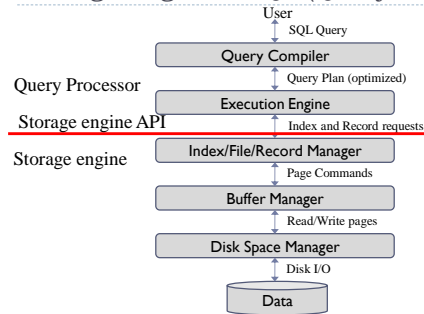 User
SQL Query
Query Compiler
Query Plan (optimized)
Query Processor
Execution Engine
Storage engine API
Index and Record requests
Storage engine
Index/File/Record Manager
Page Commands
Buffer Manager
Read/Write pages
Disk Space Manager
Disk I/O
Data